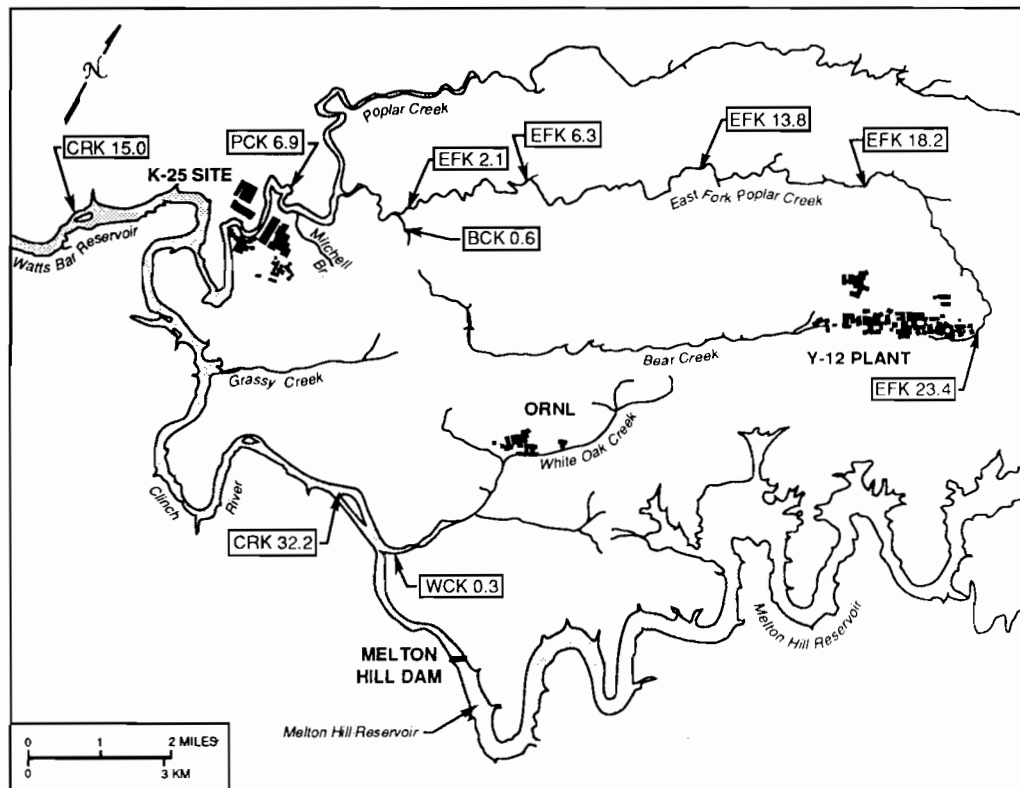 N
Poplar Creek
CRK 15.0
PCK 6.9
EFK 2.1
EFK 6.3
EFK 13.8
EFK 18.2
K-25 SITE
East Fork Poplar Creek
Watts Bar Reservoir
Mitchell
Br.
BCK 0.6
Bear Creek
Y-12 PLANT
EFK 23.4
Grassy Creek
ORNL
White Oak Creek
Clinch
River
CRK 32.2
WCK 0.3
Melton Hill Reservoir
MELTON
HILL DAM
Melton Hill Reservoir
0 1 2 MILES
0 3 KM